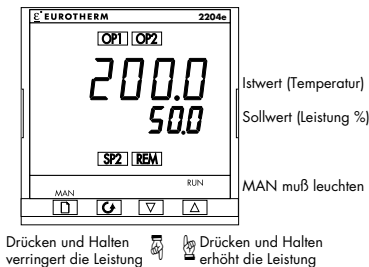 EUROTHERM 2204e
OP1 OP2
200.0
Istwert (Temperatur)
50.0
Sollwert (Leistung %)
SP2 REM
MAN RUN
MAN muß leuchten
Drücken und Halten
verringert die Leistung
Drücken und Halten
erhöht die Leistung